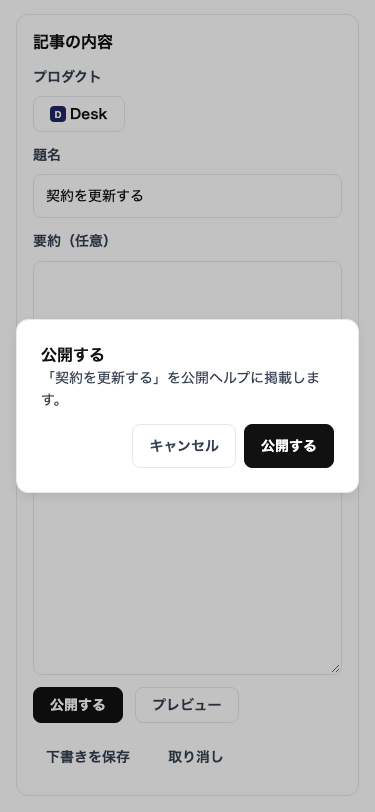 記事の内容
プロダクト
D Desk
題名
契約を更新する
要約（任意）
公開する
「契約を更新する」を公開ヘルプに掲載しま
す。
キャンセル 公開する
公開する プレビュー
下書きを保存 取り消し